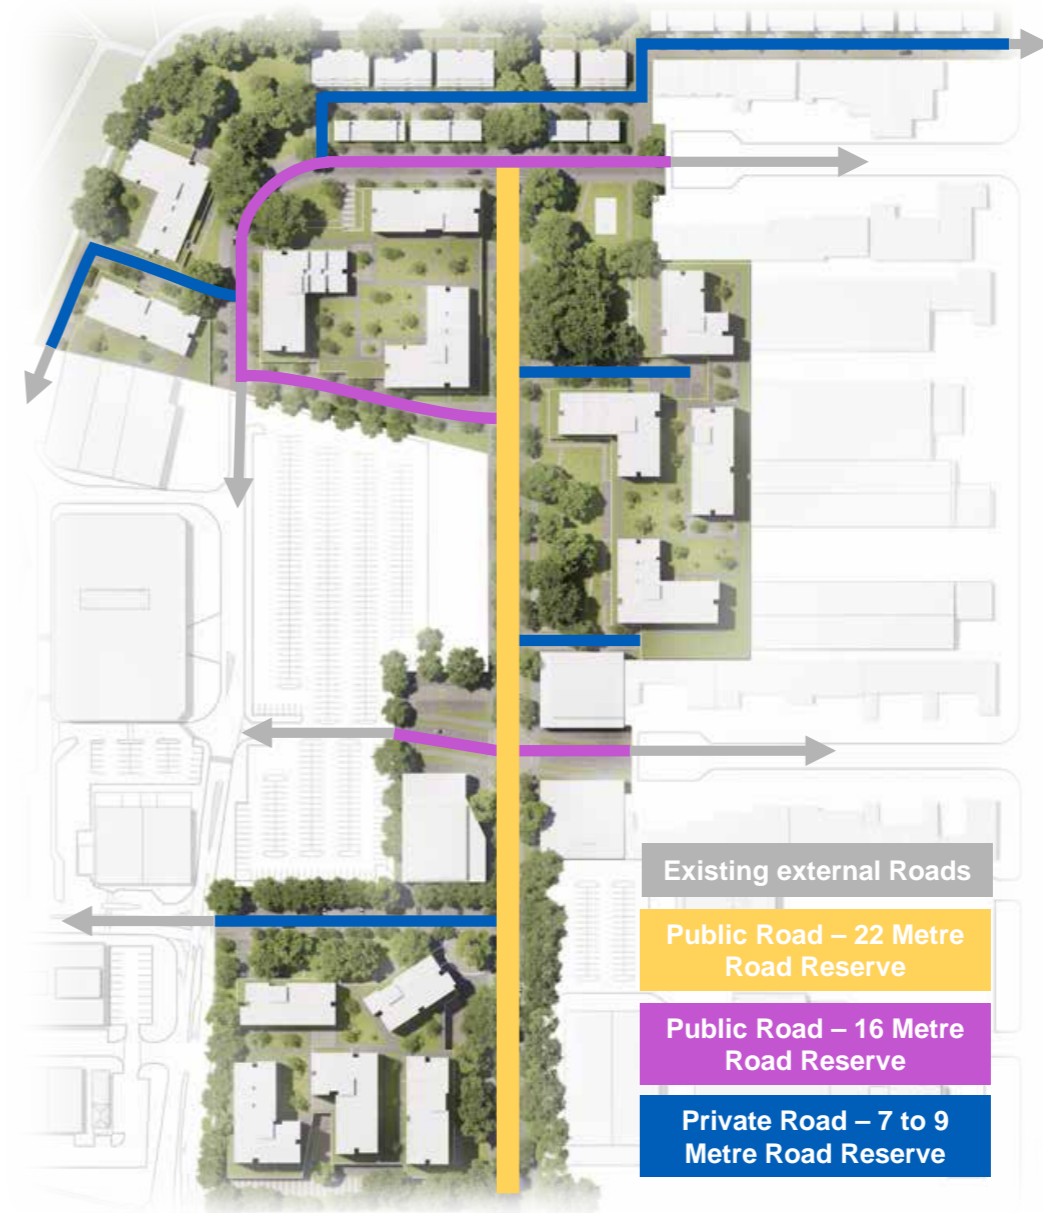 Existing external Roads
Public Road – 22 Metre
Road Reserve
Public Road – 16 Metre
Road Reserve
Private Road – 7 to 9
Metre Road Reserve